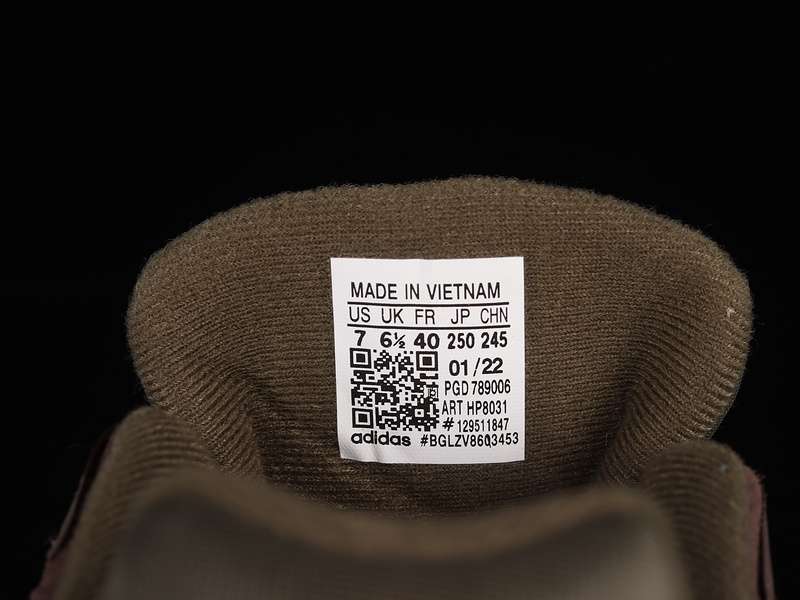 MADE IN VIETNAM
US UK FR JP CHN
7 6½ 40 250 245
01/22
PGD 789006
ART HP8031
# 129511847
adidas #BGLZV8603453